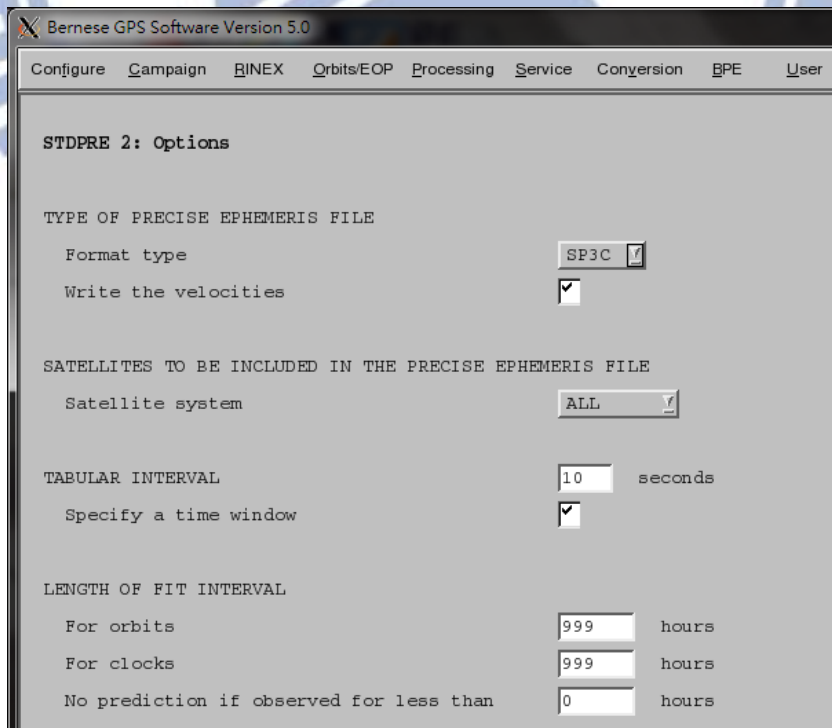 Bernese GPS Software Version 5.0
Configure Campaign RINEX Orbits/EOP Processing Service Conversion BPE User
STDPRE 2: Options
TYPE OF PRECISE EPHEMERIS FILE
Format type SP3C
Write the velocities
SATELLITES TO BE INCLUDED IN THE PRECISE EPHEMERIS FILE
Satellite system ALL
TABULAR INTERVAL 10 seconds
Specify a time window
LENGTH OF FIT INTERVAL
For orbits 999 hours
For clocks 999 hours
No prediction if observed for less than 0 hours